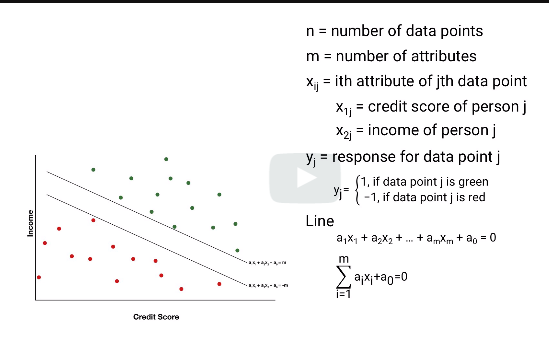 n = number of data points
m = number of attributes
xij = ith attribute of jth data point
x1j = credit score of person j
x2j = income of person j
yj = response for data point j
yj = { 1, if data point j is green
−1, if data point j is red
Line
a1x1 + a2x2 + ... + amxm + a0 = 0
m
∑ aixi+a0=0
i=1
Income
Credit Score